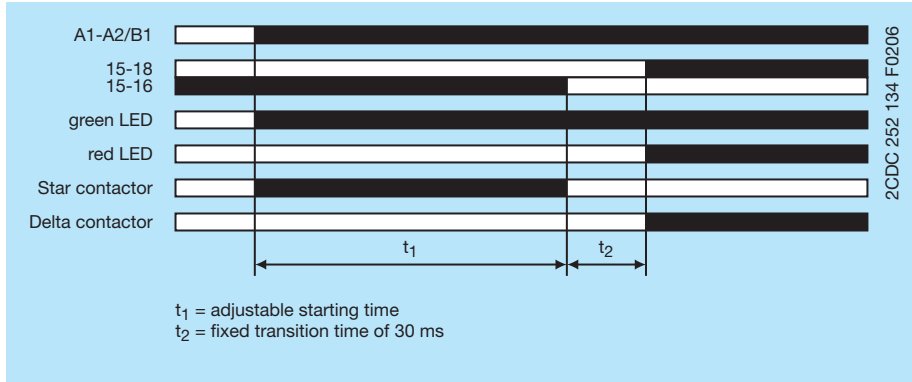 A1-A2/B1
15-18
15-16
green LED
red LED
Star contactor
Delta contactor
t1
t2
t1 = adjustable starting time
t2 = fixed transition time of 30 ms
2CDC 252 134 F0206